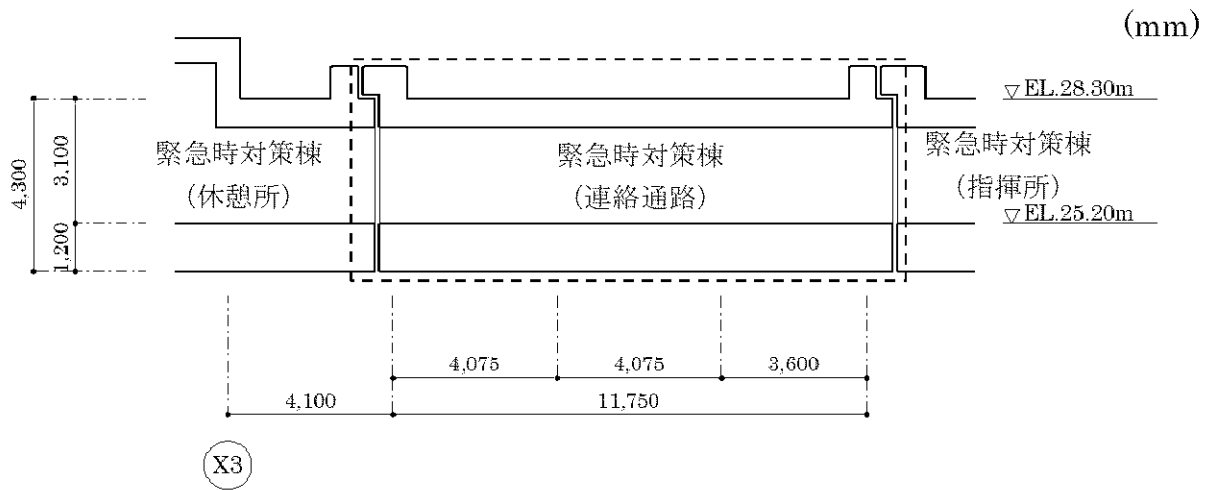 (mm)
▽ EL.28.30m
緊急時対策棟
(休憩所)
緊急時対策棟
(連絡通路)
緊急時対策棟
(指揮所)
▽ EL.25.20m
4,300
3,100
1,200
4,075
4,075
3,600
4,100
11,750
X3